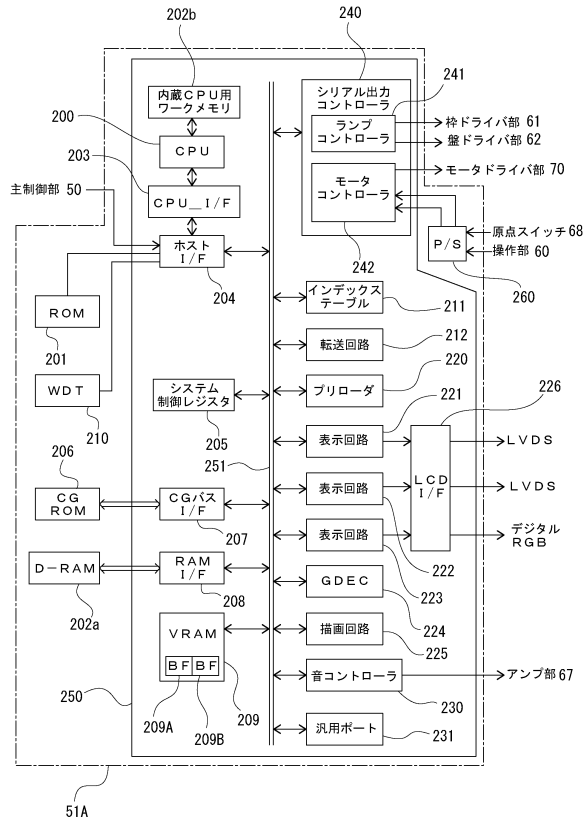 202b
240
内蔵CPU用
ワークメモリ
200
CPU
203
CPU_I/F
主制御部 50
ホスト
I/F
204
ROM
201
WDT
210
システム
制御レジスタ
205
206
CG
ROM
CGバス
I/F
207
251
D-RAM
202a
RAM
I/F
208
VRAM
BF BF
209A
209B
209
250
51A
シリアル出力
コントローラ
241
ランプ
コントローラ
枠ドライバ部 61
盤ドライバ部 62
モータ
コントローラ
モータドライバ部 70
242
P/S
原点スイッチ 68
操作部 60
260
インデックス
テーブル
211
転送回路
212
プリローダ
220
表示回路
221
226
LCD
I/F
LVDS
表示回路
222
LVDS
表示回路
223
デジタル
RGB
GDEC
224
描画回路
225
音コントローラ
230
アンプ部 67
汎用ポート
231